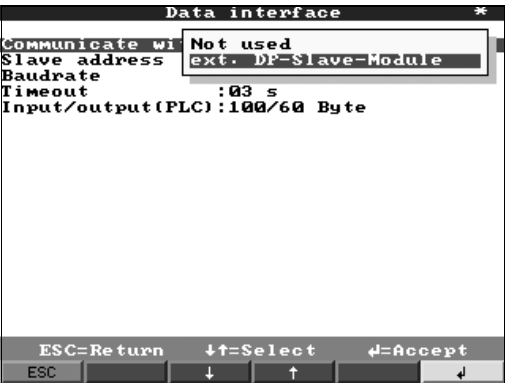 Data interface *
Communicate wi
Not used
Slave address
ext. DP-Slave-Module
Baudrate
Timeout :03 s
Input/output(PLC):100/60 Byte
ESC=Return ↓↑=Select ↵=Accept
ESC ↓ ↑ ↵